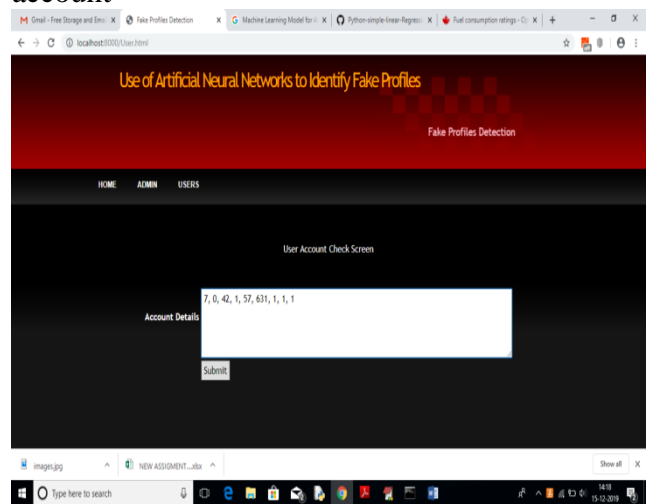 account
Gmail - Free Storage and Emai X Fake Profiles Detection X Machine Learning Model for X Python-simple-linear-Regress X Fuel consumption ratings - X +
localhost:8000/User.html
Use of Artificial Neural Networks to Identify Fake Profiles
Fake Profiles Detection
HOME ADMIN USERS
User Account Check Screen
7, 0, 42, 1, 57, 631, 1, 1, 1
Account Details
Submit
images.jpg NEW ASSIGMENT....xlsx Show all X
Type here to search
14:18
15-12-2019